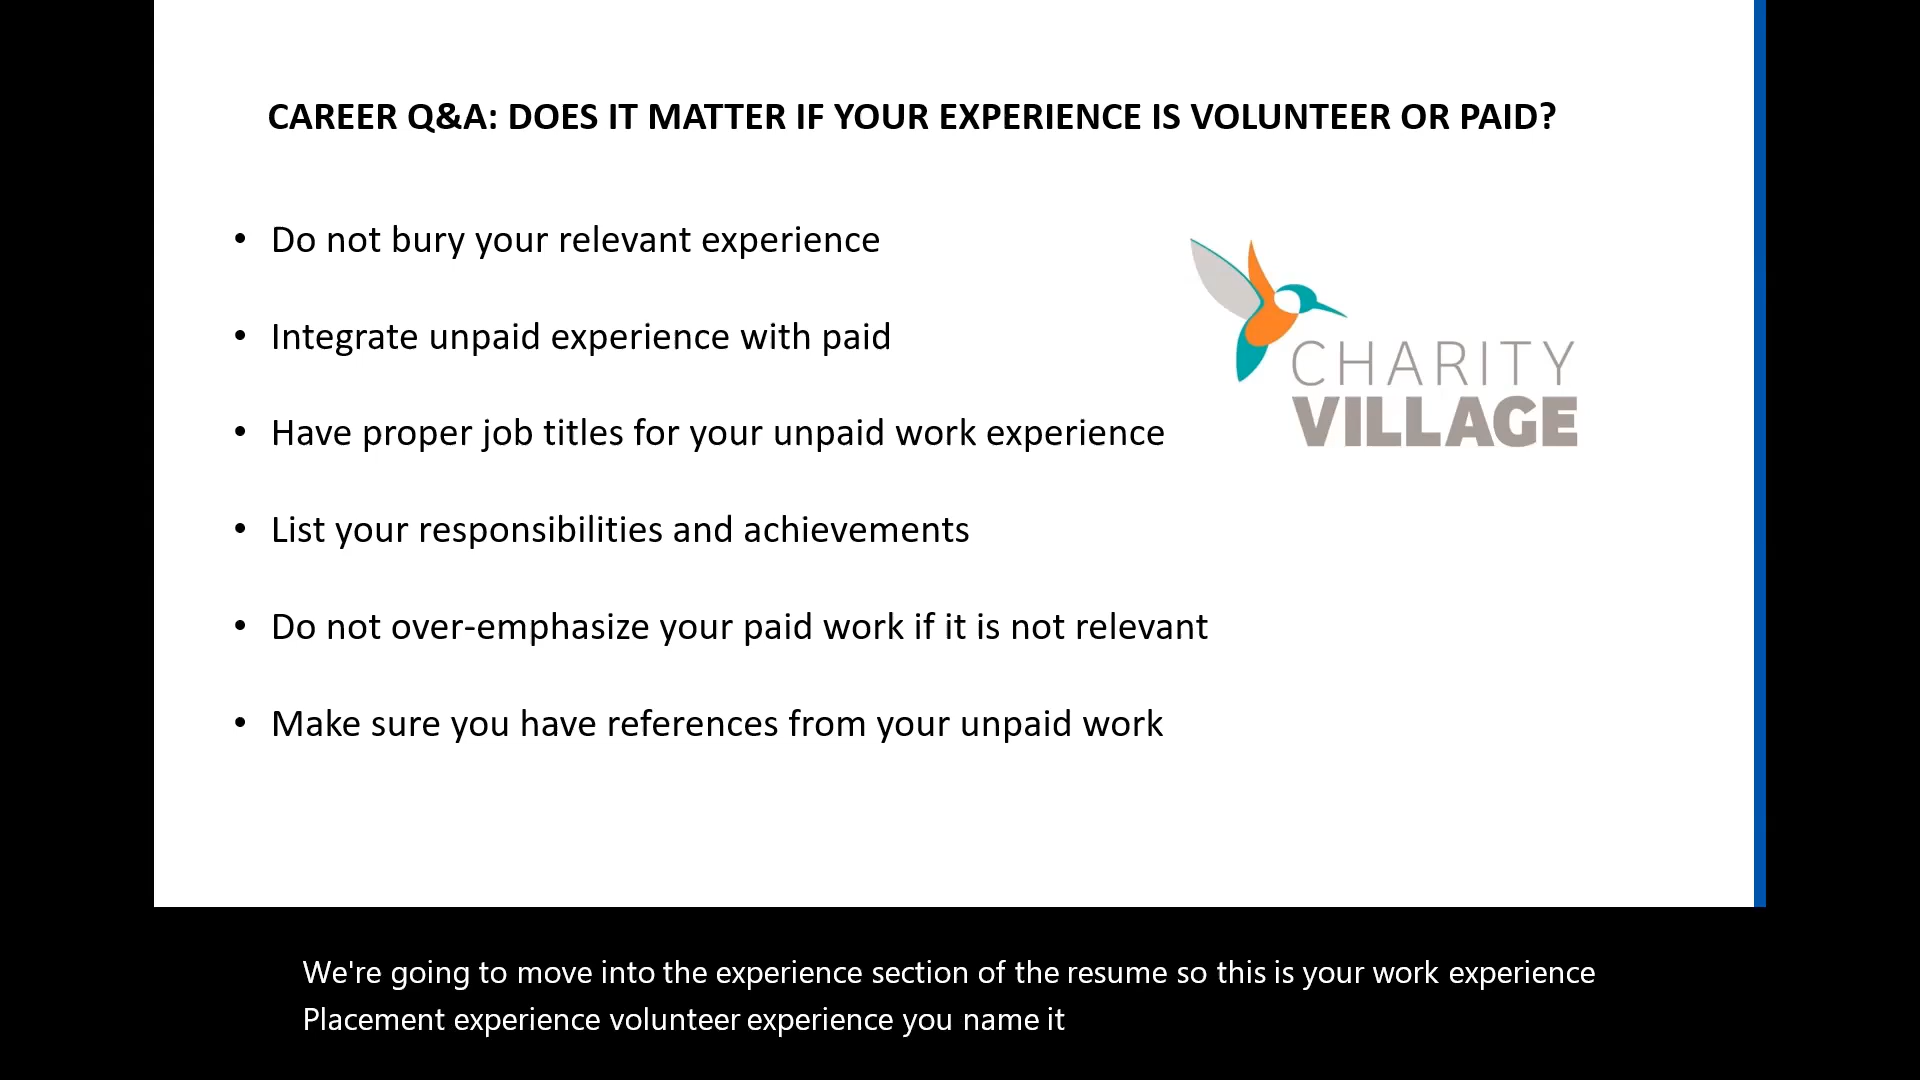 CAREER Q&A: DOES IT MATTER IF YOUR EXPERIENCE IS VOLUNTEER OR PAID?
• Do not bury your relevant experience
• Integrate unpaid experience with paid
• Have proper job titles for your unpaid work experience
• List your responsibilities and achievements
• Do not over-emphasize your paid work if it is not relevant
• Make sure you have references from your unpaid work
CHARITY
VILLAGE
We're going to move into the experience section of the resume so this is your work experience
Placement experience volunteer experience you name it